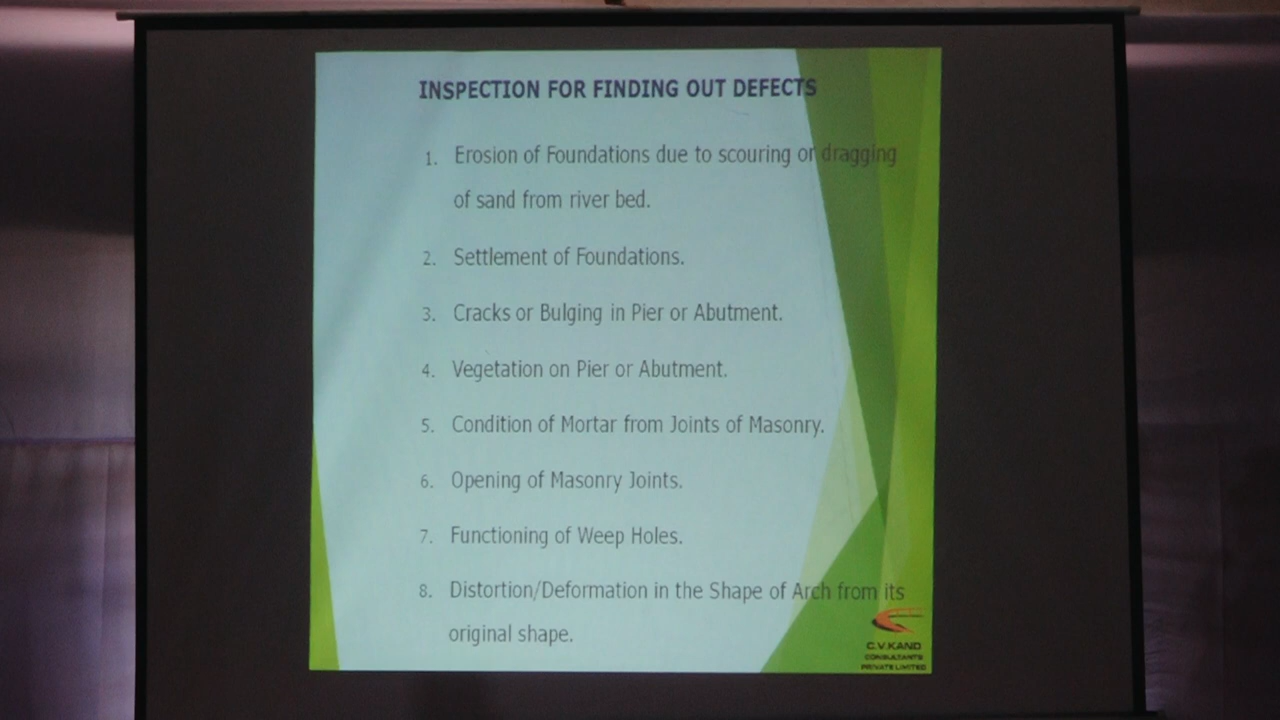 INSPECTION FOR FINDING OUT DEFECTS
1. Erosion of Foundations due to scouring or dragging
of sand from river bed.
2. Settlement of Foundations.
3. Cracks or Bulging in Pier or Abutment.
4. Vegetation on Pier or Abutment.
5. Condition of Mortar from Joints of Masonry.
6. Opening of Masonry Joints.
7. Functioning of Weep Holes.
8. Distortion/Deformation in the Shape of Arch from its
original shape.
C.V.KAND
CONSULTANTS
PRIVATE LIMITED